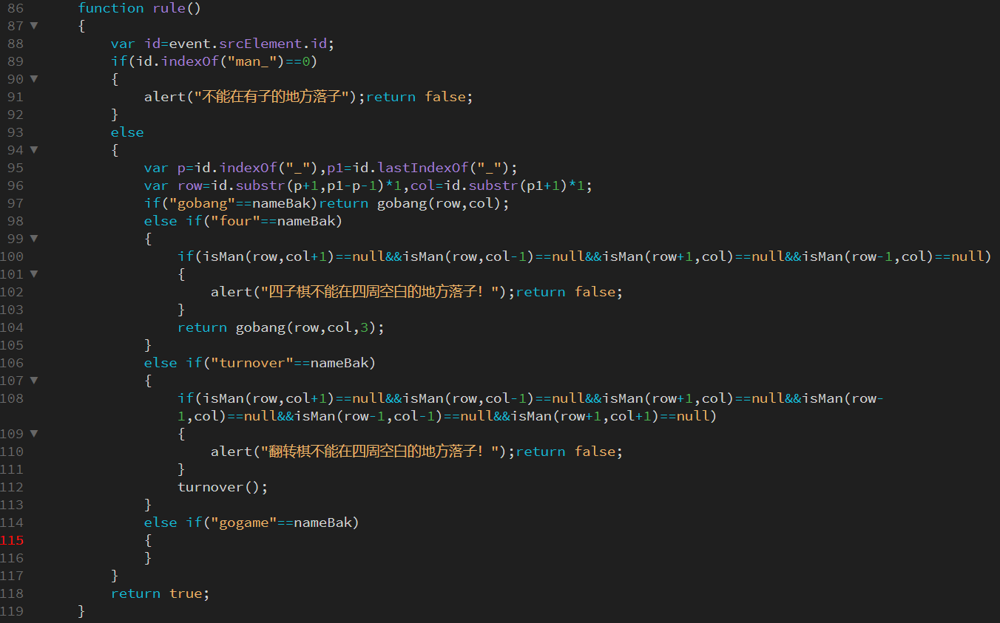 86 function rule()
87 {
88 var id=event.srcElement.id;
89 if(id.indexOf("man_")==0)
90 {
91 alert("不能在有子的地方落子");return false;
92 }
93 else
94 {
95 var p=id.indexOf("_"),p1=id.lastIndexOf("_");
96 var row=id.substr(p+1,p1-p-1)*1,col=id.substr(p1+1)*1;
97 if("gobang"==nameBak)return gobang(row,col);
98 else if("four"==nameBak)
99 {
100 if(isMan(row,col+1)==null&&isMan(row,col-1)==null&&isMan(row+1,col)==null&&isMan(row-1,col)==null)
101 {
102 alert("四子棋不能在四周空白的地方落子！");return false;
103 }
104 return gobang(row,col,3);
105 }
106 else if("turnover"==nameBak)
107 {
108 if(isMan(row,col+1)==null&&isMan(row,col-1)==null&&isMan(row+1,col)==null&&isMan(row-
1,col)==null&&isMan(row-1,col-1)==null&&isMan(row+1,col+1)==null)
109 {
110 alert("翻转棋不能在四周空白的地方落子！");return false;
111 }
112 turnover();
113 }
114 else if("gogame"==nameBak)
115 {
116 }
117 }
118 return true;
119 }